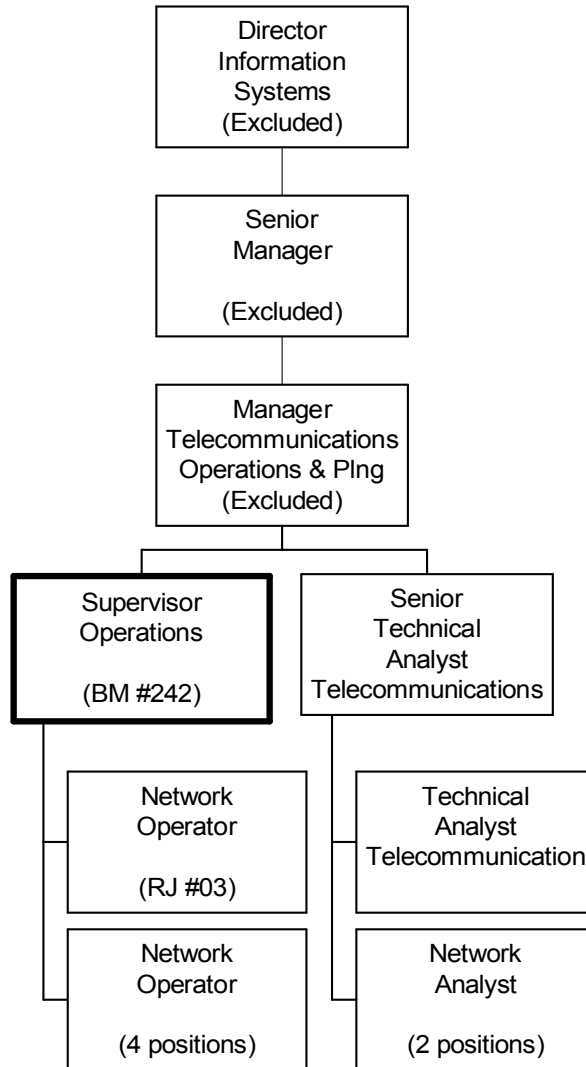 Director
Information
Systems
(Excluded)
Senior
Manager
(Excluded)
Manager
Telecommunications
Operations & Plng
(Excluded)
Supervisor
Operations
(BM #242)
Senior
Technical
Analyst
Telecommunications
Network
Operator
(RJ #03)
Technical
Analyst
Telecommunication
Network
Operator
(4 positions)
Network
Analyst
(2 positions)